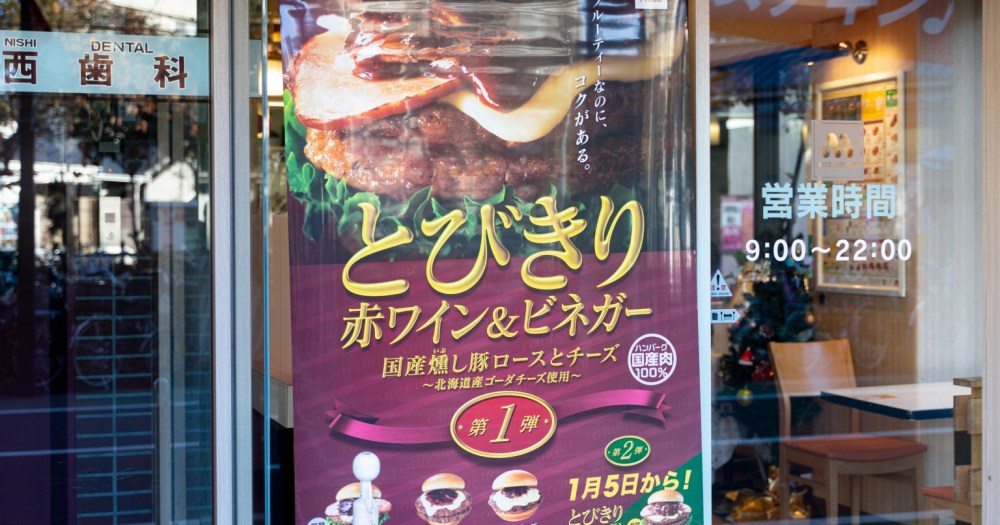 NISHI DENTAL
西歯科
フルーティーなのに、
コクがある。
とびきり
赤ワイン&ビネガー
国産燻し豚ロースとチーズ
～北海道産ゴーダチーズ使用～
ハンバーグ
国産肉
100%
第1弾
第2弾
1月5日から!
とびきり
営業時間
9:00～22:00